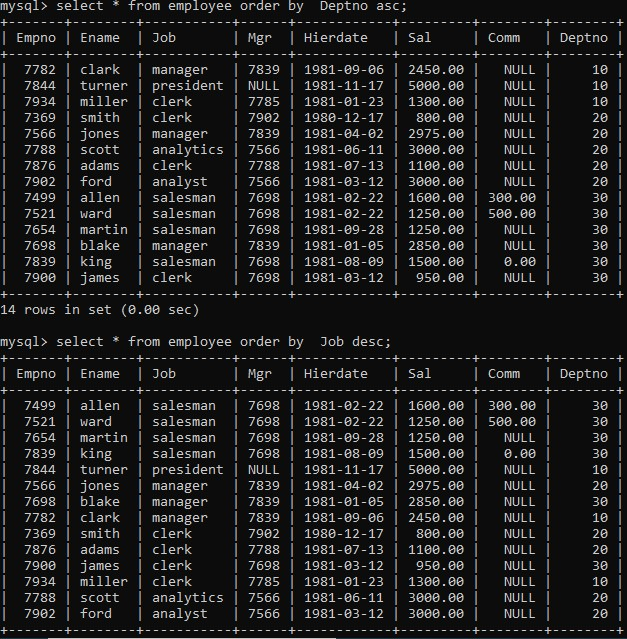 mysql> select * from employee order by  Deptno asc;
+-------+--------+-----------+------+------------+---------+--------+--------+
| Empno | Ename  | Job       | Mgr  | Hierdate   | Sal     | Comm   | Deptno |
+-------+--------+-----------+------+------------+---------+--------+--------+
|  7782 | clark  | manager   | 7839 | 1981-09-06 | 2450.00 |   NULL |     10 |
|  7844 | turner | president | NULL | 1981-11-17 | 5000.00 |   NULL |     10 |
|  7934 | miller | clerk     | 7785 | 1981-01-23 | 1300.00 |   NULL |     10 |
|  7369 | smith  | clerk     | 7902 | 1980-12-17 |  800.00 |   NULL |     20 |
|  7566 | jones  | manager   | 7839 | 1981-04-02 | 2975.00 |   NULL |     20 |
|  7788 | scott  | analytics | 7566 | 1981-06-11 | 3000.00 |   NULL |     20 |
|  7876 | adams  | clerk     | 7788 | 1981-07-13 | 1100.00 |   NULL |     20 |
|  7902 | ford   | analyst   | 7566 | 1981-03-12 | 3000.00 |   NULL |     20 |
|  7499 | allen  | salesman  | 7698 | 1981-02-22 | 1600.00 | 300.00 |     30 |
|  7521 | ward   | salesman  | 7698 | 1981-02-22 | 1250.00 | 500.00 |     30 |
|  7654 | martin | salesman  | 7698 | 1981-09-28 | 1250.00 |   NULL |     30 |
|  7698 | blake  | manager   | 7839 | 1981-01-05 | 2850.00 |   NULL |     30 |
|  7839 | king   | salesman  | 7698 | 1981-08-09 | 1500.00 |   0.00 |     30 |
|  7900 | james  | clerk     | 7698 | 1981-03-12 |  950.00 |   NULL |     30 |
+-------+--------+-----------+------+------------+---------+--------+--------+
14 rows in set (0.00 sec)
mysql> select * from employee order by  Job desc;
+-------+--------+-----------+------+------------+---------+--------+--------+
| Empno | Ename  | Job       | Mgr  | Hierdate   | Sal     | Comm   | Deptno |
+-------+--------+-----------+------+------------+---------+--------+--------+
|  7499 | allen  | salesman  | 7698 | 1981-02-22 | 1600.00 | 300.00 |     30 |
|  7521 | ward   | salesman  | 7698 | 1981-02-22 | 1250.00 | 500.00 |     30 |
|  7654 | martin | salesman  | 7698 | 1981-09-28 | 1250.00 |   NULL |     30 |
|  7839 | king   | salesman  | 7698 | 1981-08-09 | 1500.00 |   0.00 |     30 |
|  7844 | turner | president | NULL | 1981-11-17 | 5000.00 |   NULL |     10 |
|  7566 | jones  | manager   | 7839 | 1981-04-02 | 2975.00 |   NULL |     20 |
|  7698 | blake  | manager   | 7839 | 1981-01-05 | 2850.00 |   NULL |     30 |
|  7782 | clark  | manager   | 7839 | 1981-09-06 | 2450.00 |   NULL |     10 |
|  7369 | smith  | clerk     | 7902 | 1980-12-17 |  800.00 |   NULL |     20 |
|  7876 | adams  | clerk     | 7788 | 1981-07-13 | 1100.00 |   NULL |     20 |
|  7900 | james  | clerk     | 7698 | 1981-03-12 |  950.00 |   NULL |     30 |
|  7934 | miller | clerk     | 7785 | 1981-01-23 | 1300.00 |   NULL |     10 |
|  7788 | scott  | analytics | 7566 | 1981-06-11 | 3000.00 |   NULL |     20 |
|  7902 | ford   | analyst   | 7566 | 1981-03-12 | 3000.00 |   NULL |     20 |
+-------+--------+-----------+------+------------+---------+--------+--------+